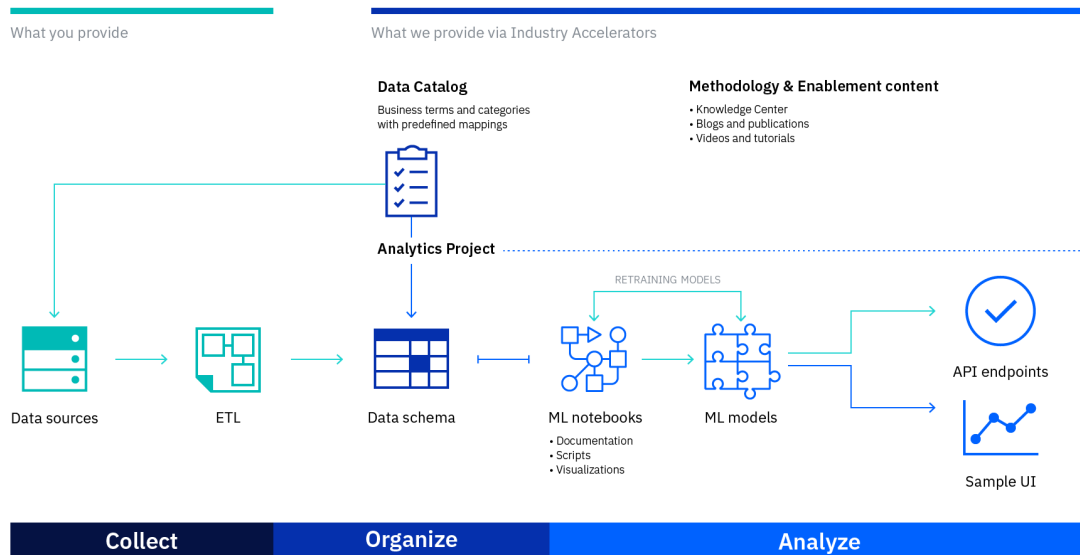 What you provide
What we provide via Industry Accelerators
Data Catalog
Business terms and categories
with predefined mappings
Methodology & Enablement content
• Knowledge Center
• Blogs and publications
• Videos and tutorials
Analytics Project
RETRAINING MODELS
Data sources
ETL
Data schema
ML notebooks
• Documentation
• Scripts
• Visualizations
ML models
API endpoints
Sample UI
Collect
Organize
Analyze